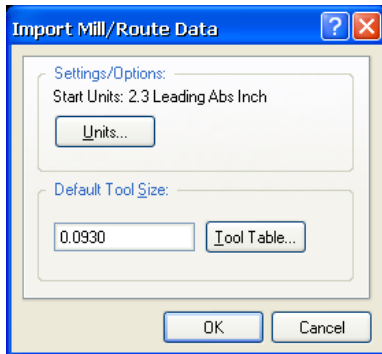 Import Mill/Route Data
Settings/Options:
Start Units: 2.3 Leading Abs Inch
Units...
Default Tool Size:
0.0930
Tool Table...
OK
Cancel